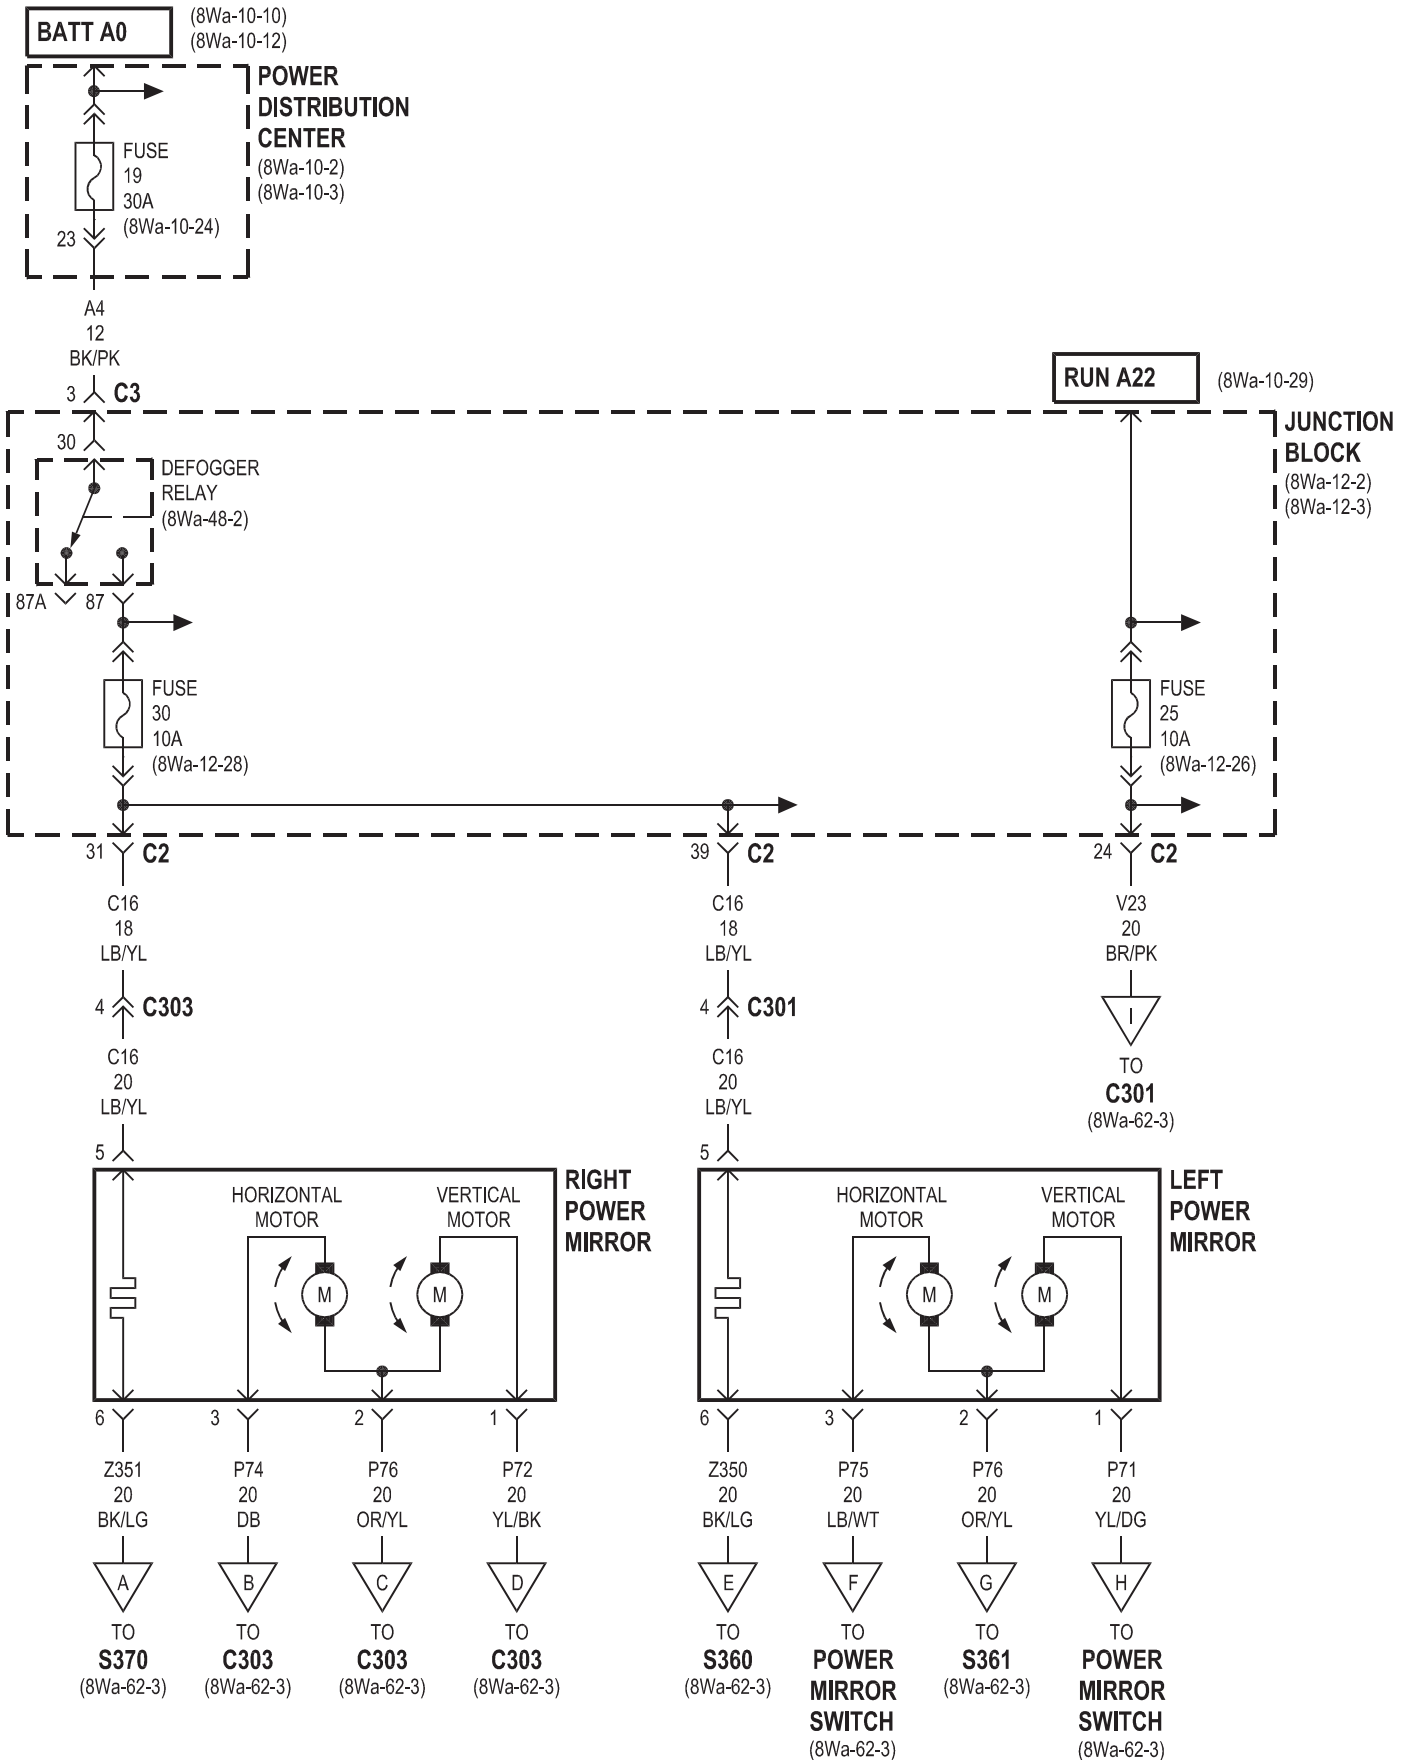 BATT A0
(8Wa-10-10)
(8Wa-10-12)
POWER
DISTRIBUTION
CENTER
(8Wa-10-2)
(8Wa-10-3)
FUSE
19
30A
(8Wa-10-24)
23
A4
12
BK/PK
3
C3
RUN A22
(8Wa-10-29)
JUNCTION
BLOCK
(8Wa-12-2)
(8Wa-12-3)
30
DEFOGGER
RELAY
(8Wa-48-2)
87A
87
FUSE
30
10A
(8Wa-12-28)
FUSE
25
10A
(8Wa-12-26)
31
C2
39
C2
24
C2
C16
18
LB/YL
C16
18
LB/YL
V23
20
BR/PK
4
C303
4
C301
I
TO
C301
(8Wa-62-3)
C16
20
LB/YL
C16
20
LB/YL
5
5
RIGHT
POWER
MIRROR
HORIZONTAL
MOTOR
VERTICAL
MOTOR
M
M
LEFT
POWER
MIRROR
HORIZONTAL
MOTOR
VERTICAL
MOTOR
M
M
6
3
2
1
6
3
2
1
Z351
20
BK/LG
P74
20
DB
P76
20
OR/YL
P72
20
YL/BK
Z350
20
BK/LG
P75
20
LB/WT
P76
20
OR/YL
P71
20
YL/DG
A
TO
S370
(8Wa-62-3)
B
TO
C303
(8Wa-62-3)
C
TO
C303
(8Wa-62-3)
D
TO
C303
(8Wa-62-3)
E
TO
S360
(8Wa-62-3)
F
TO
POWER
MIRROR
SWITCH
(8Wa-62-3)
G
TO
S361
(8Wa-62-3)
H
TO
POWER
MIRROR
SWITCH
(8Wa-62-3)